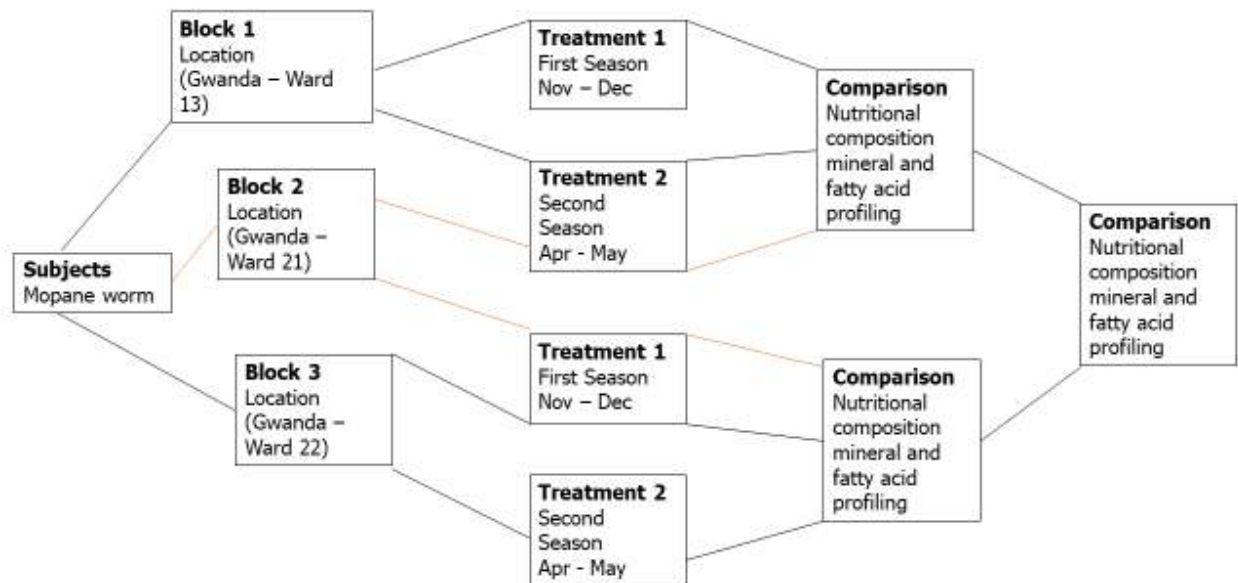 Subjects
Mopane worm
Block 1
Location
(Gwanda – Ward
13)
Block 2
Location
(Gwanda –
Ward 21)
Block 3
Location
(Gwanda –
Ward 22)
Treatment 1
First Season
Nov – Dec
Treatment 2
Second
Season
Apr - May
Treatment 1
First Season
Nov – Dec
Treatment 2
Second
Season
Apr - May
Comparison
Nutritional
composition
mineral and
fatty acid
profiling
Comparison
Nutritional
composition
mineral and
fatty acid
profiling
Comparison
Nutritional
composition
mineral and
fatty acid
profiling